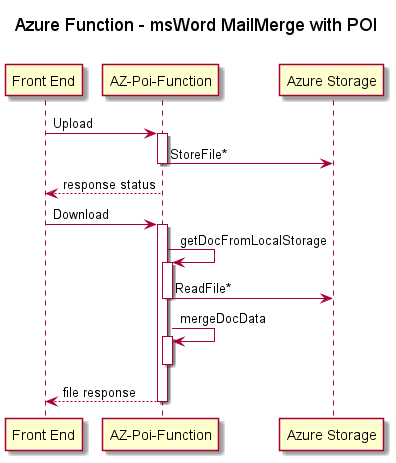 Azure Function - msWord MailMerge with POI
Front End
AZ-Poi-Function
Azure Storage
Upload
StoreFile*
response status
Download
getDocFromLocalStorage
ReadFile*
mergeDocData
file response
Front End
AZ-Poi-Function
Azure Storage